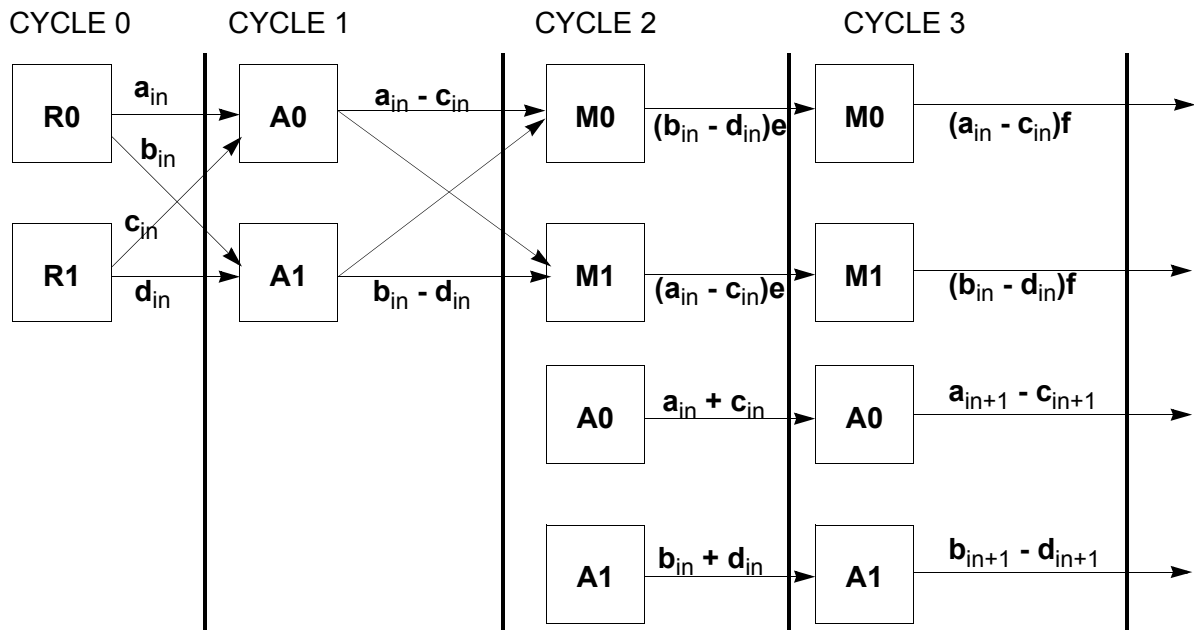 CYCLE 0 CYCLE 1 CYCLE 2 CYCLE 3
R0 a_in A0 a_in - c_in M0 (b_in - d_in)e M0 (a_in - c_in)f
b_in
c_in
R1 d_in A1 b_in - d_in M1 (a_in - c_in)e M1 (b_in - d_in)f
A0 a_in + c_in A0 a_in+1 - c_in+1
A1 b_in + d_in A1 b_in+1 - d_in+1